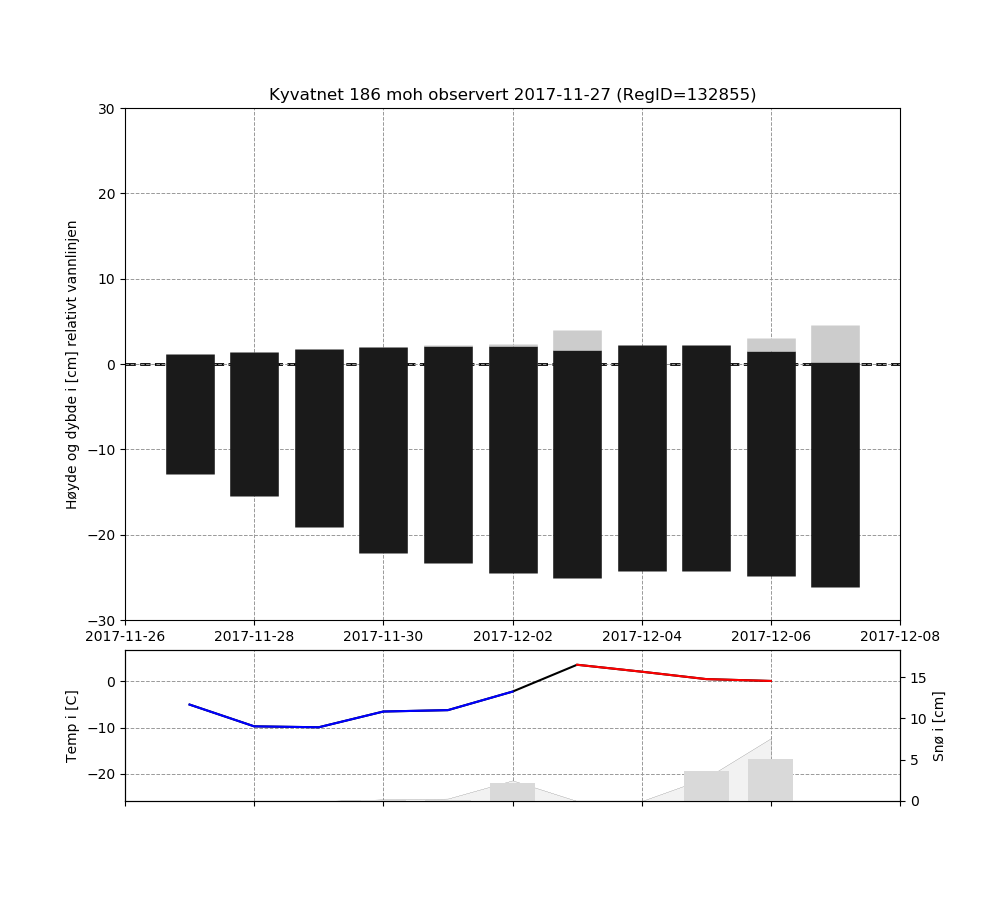 Kyvatnet 186 moh observert 2017-11-27 (RegID=132855)
30
20
10
0
−10
−20
−30
Høyde og dybde i [cm] relativt vannlinjen
2017-11-26 2017-11-28 2017-11-30 2017-12-02 2017-12-04 2017-12-06 2017-12-08
0
−10
−20
Temp i [C]
15
10
5
0
Snø i [cm]